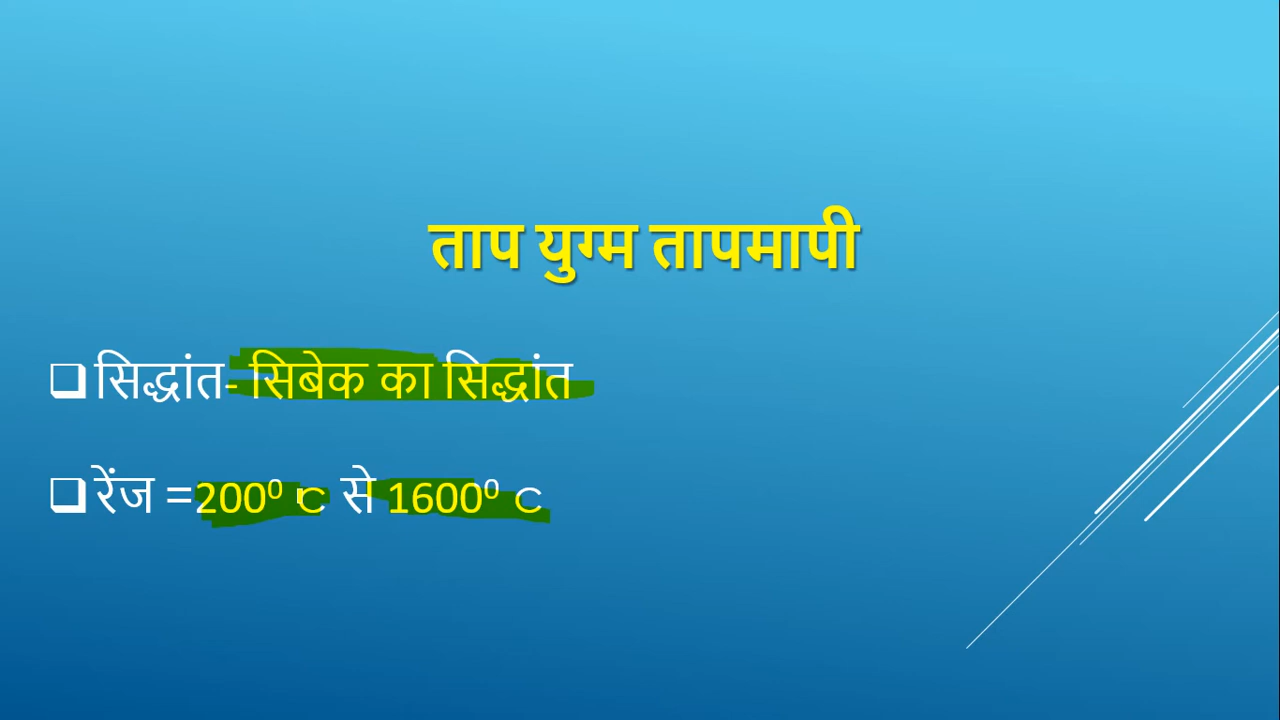 ताप युग्म तापमापी
सिद्धांत- सिबेक का सिद्धांत
रेंज =200⁰ C से 1600⁰ C